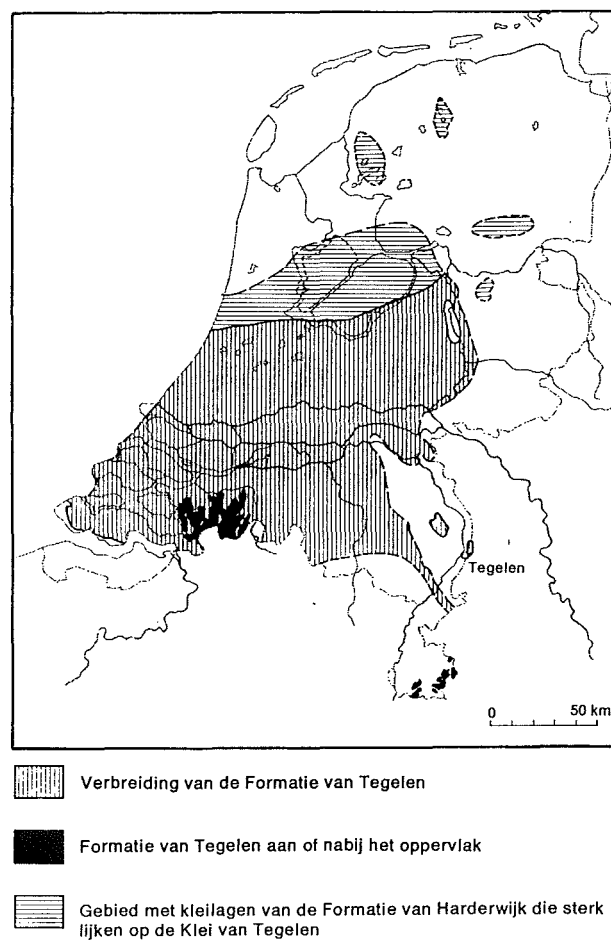 Tegelen
0 50 km
Verbreiding van de Formatie van Tegelen
Formatie van Tegelen aan of nabij het oppervlak
Gebied met kleilagen van de Formatie van Harderwijk die sterk
lijken op de Klei van Tegelen